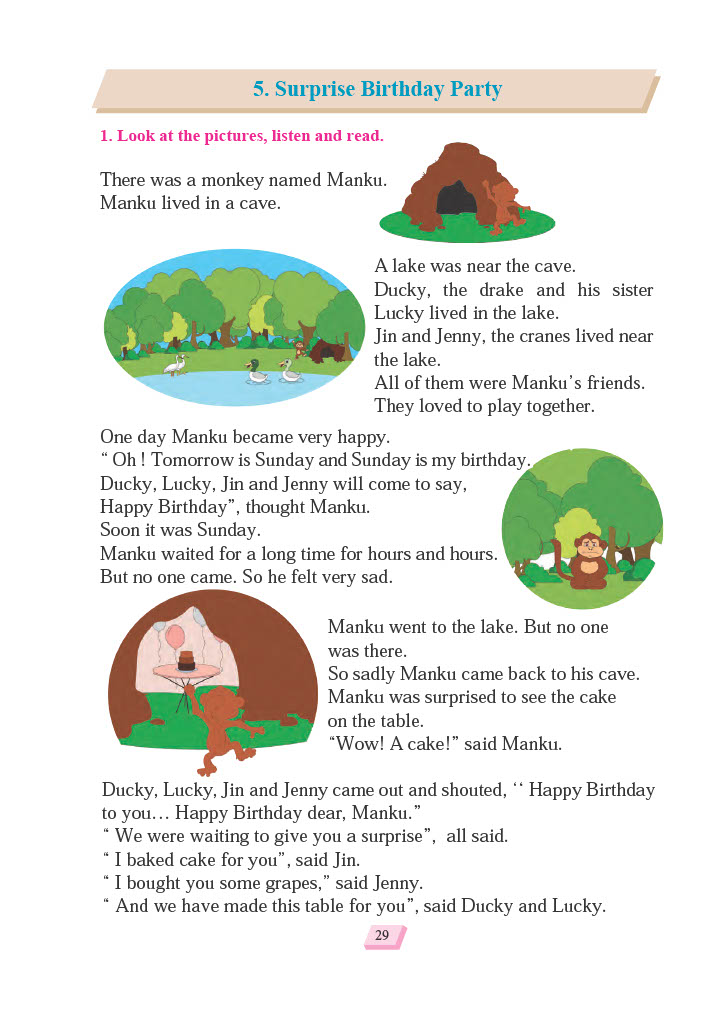 5. Surprise Birthday Party
1. Look at the pictures, listen and read.
There was a monkey named Manku.
Manku lived in a cave.
A lake was near the cave.
Ducky, the drake and his sister
Lucky lived in the lake.
Jin and Jenny, the cranes lived near
the lake.
All of them were Manku’s friends.
They loved to play together.
One day Manku became very happy.
“ Oh ! Tomorrow is Sunday and Sunday is my birthday.
Ducky, Lucky, Jin and Jenny will come to say,
Happy Birthday”, thought Manku.
Soon it was Sunday.
Manku waited for a long time for hours and hours.
But no one came. So he felt very sad.
Manku went to the lake. But no one
was there.
So sadly Manku came back to his cave.
Manku was surprised to see the cake
on the table.
“Wow! A cake!” said Manku.
Ducky, Lucky, Jin and Jenny came out and shouted, ‘‘ Happy Birthday
to you… Happy Birthday dear, Manku.”
“ We were waiting to give you a surprise”, all said.
“ I baked cake for you”, said Jin.
“ I bought you some grapes,” said Jenny.
“ And we have made this table for you”, said Ducky and Lucky.
29